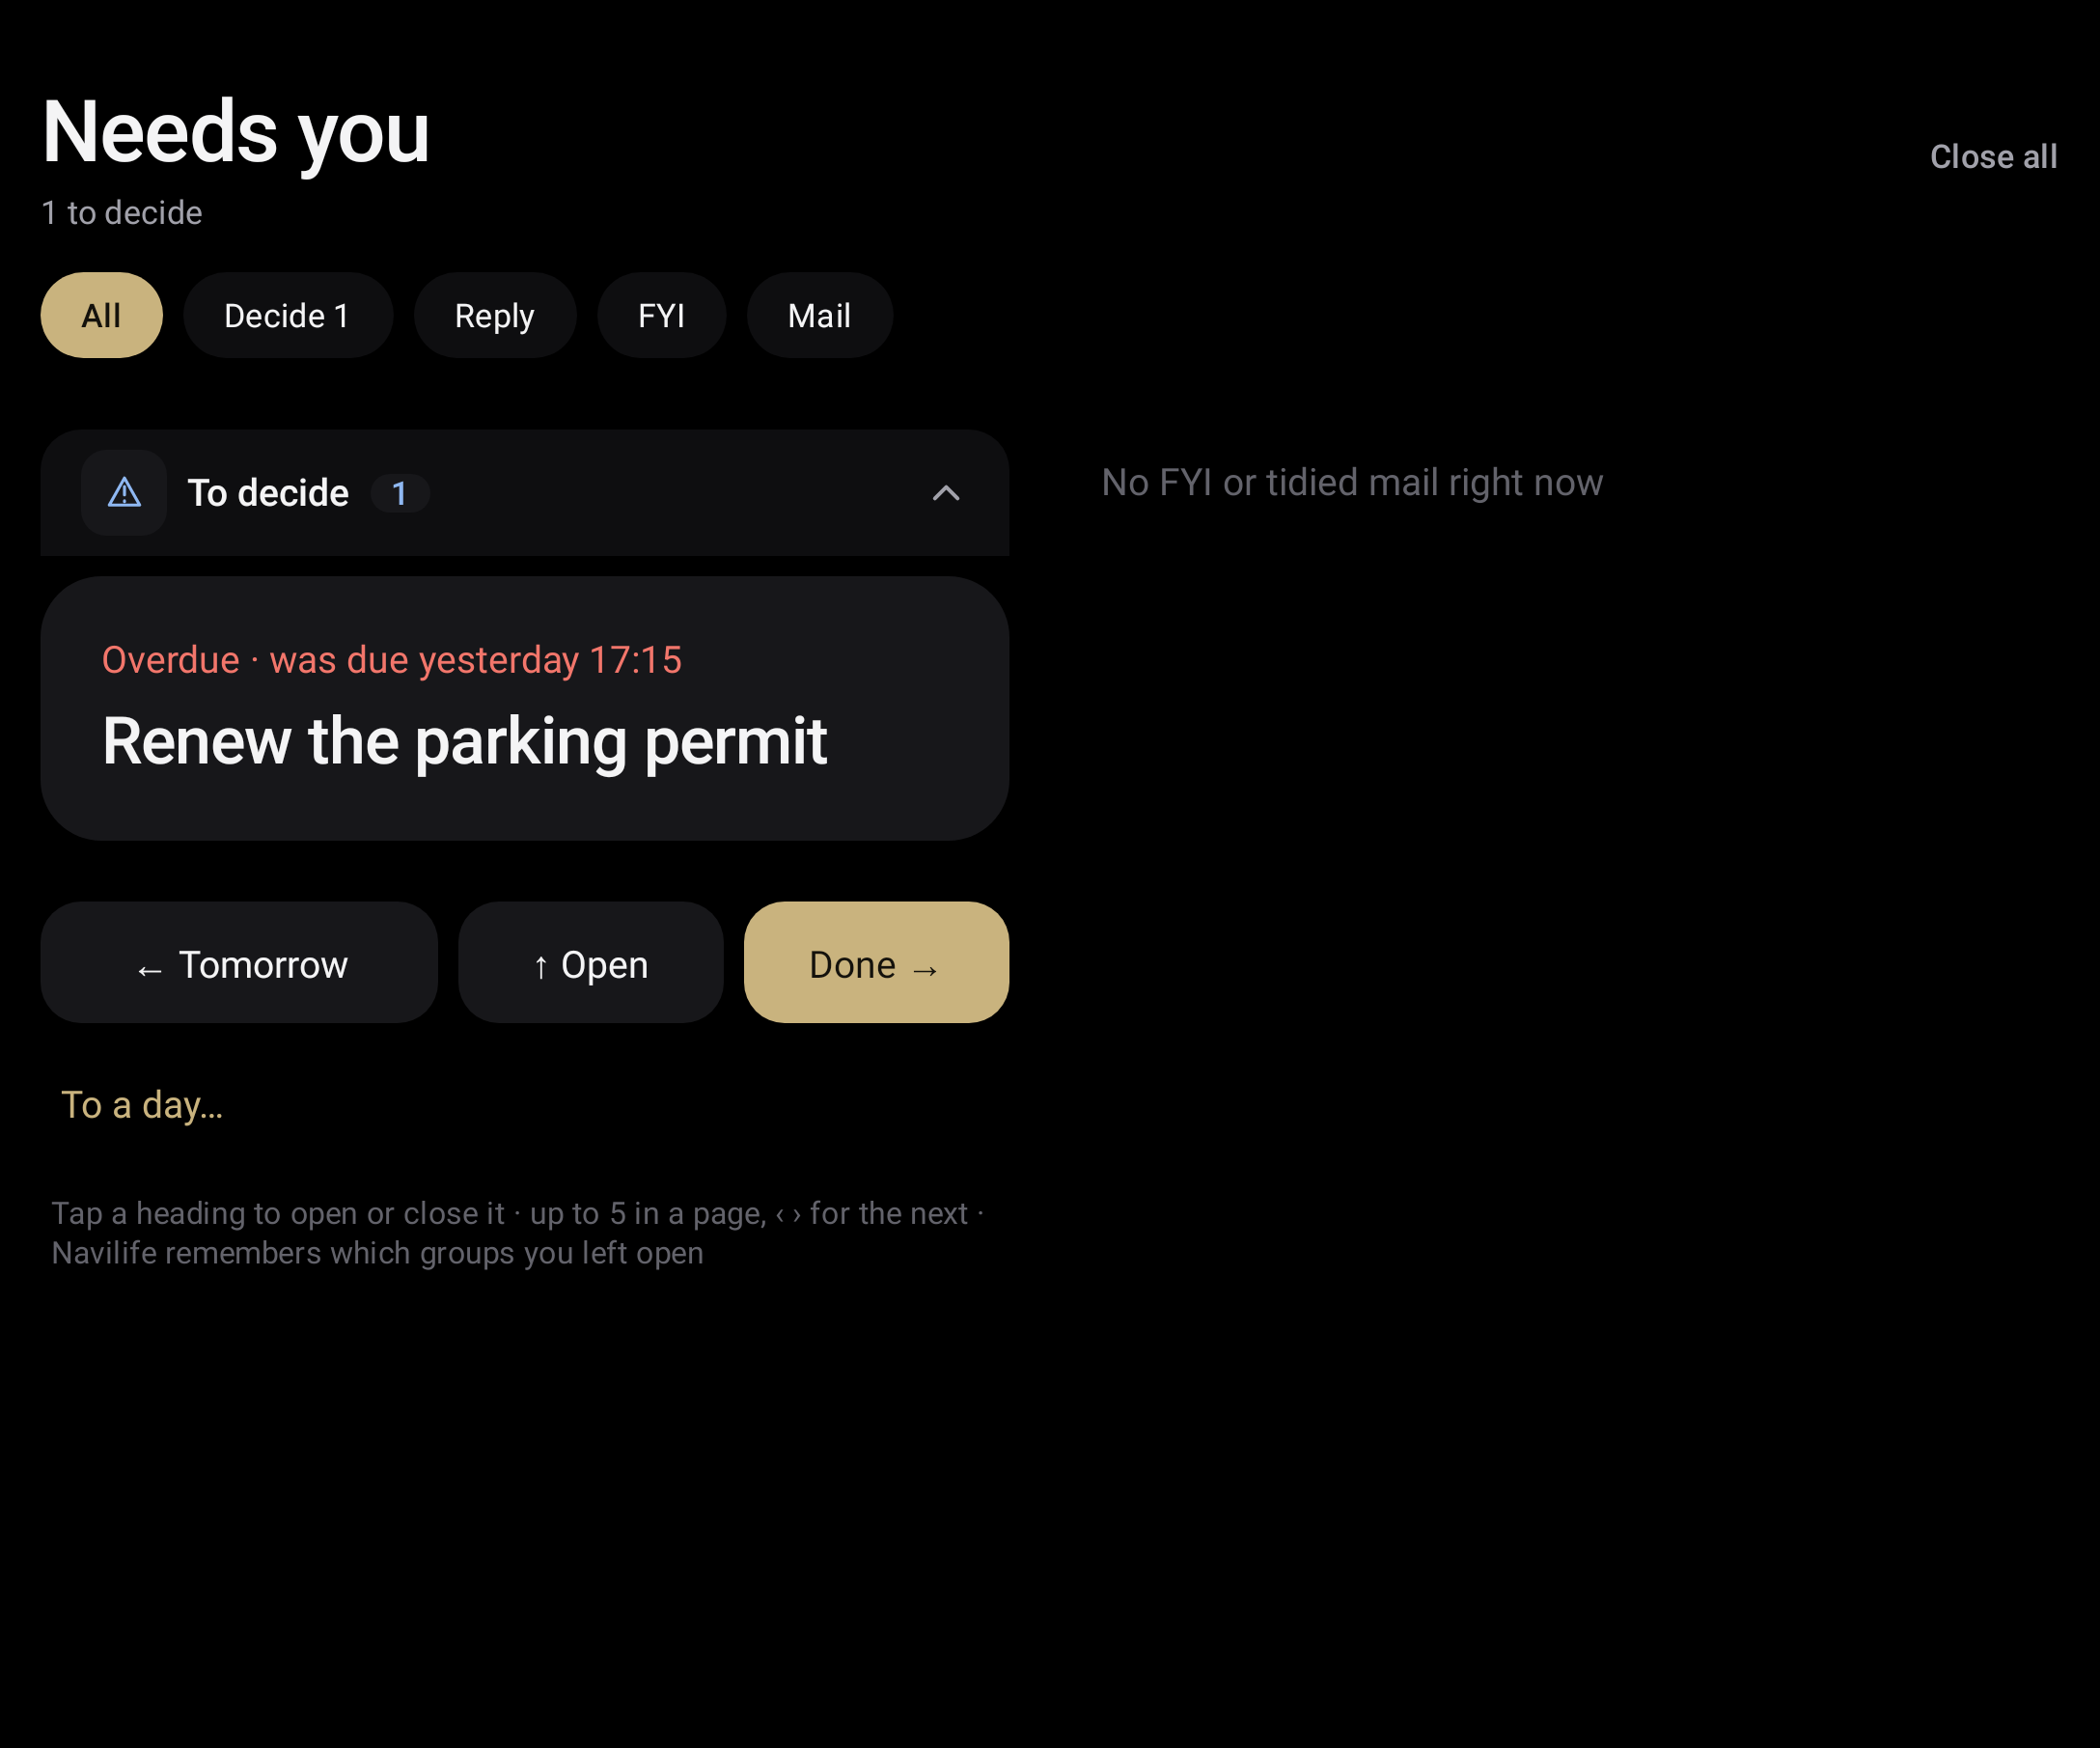 Needs you
Close all
1 to decide
All
Decide 1
Reply
FYI
Mail
To decide 1
No FYI or tidied mail right now
Overdue · was due yesterday 17:15
Renew the parking permit
← Tomorrow
↑ Open
Done →
To a day…
Tap a heading to open or close it · up to 5 in a page, ‹ › for the next ·
Navilife remembers which groups you left open